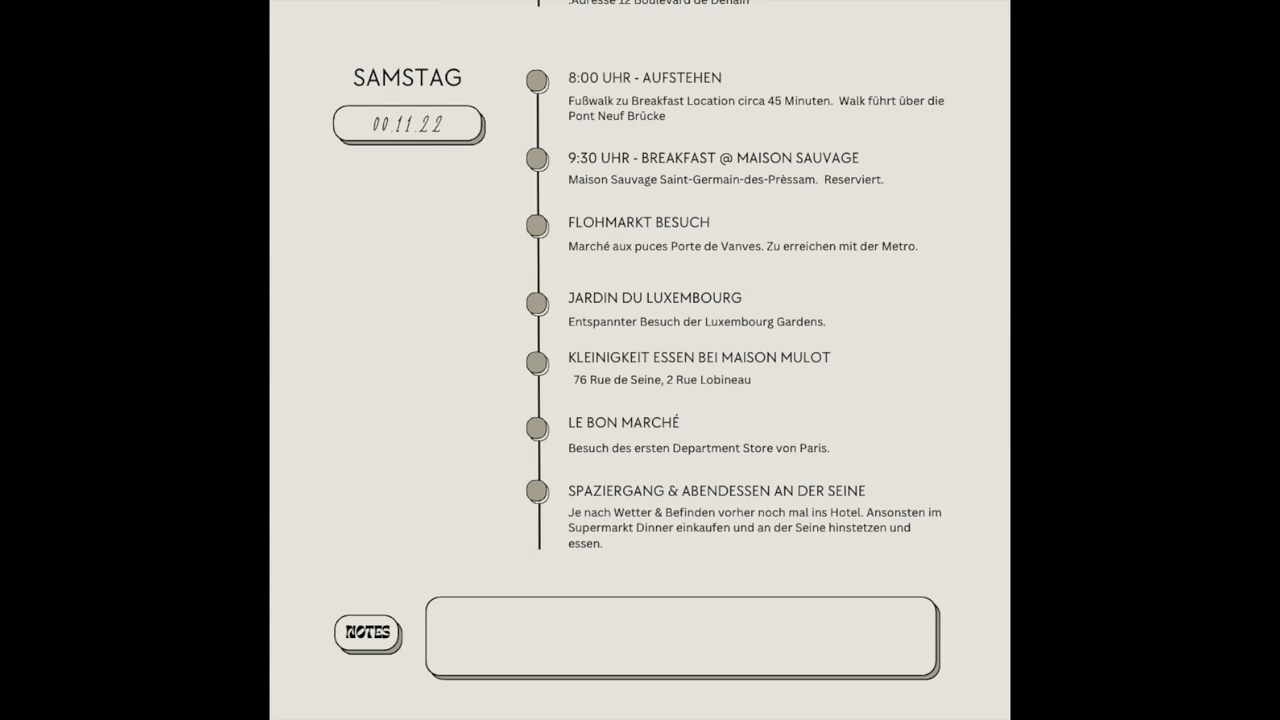 .Adresse 12 Boulevard de Denain
SAMSTAG
00.11.22
8:00 UHR - AUFSTEHEN
Fußwalk zu Breakfast Location circa 45 Minuten.  Walk führt über die
Pont Neuf Brücke
9:30 UHR - BREAKFAST @ MAISON SAUVAGE
Maison Sauvage Saint-Germain-des-Prèssam.  Reserviert.
FLOHMARKT BESUCH
Marché aux puces Porte de Vanves. Zu erreichen mit der Metro.
JARDIN DU LUXEMBOURG
Entspannter Besuch der Luxembourg Gardens.
KLEINIGKEIT ESSEN BEI MAISON MULOT
76 Rue de Seine, 2 Rue Lobineau
LE BON MARCHÉ
Besuch des ersten Department Store von Paris.
SPAZIERGANG & ABENDESSEN AN DER SEINE
Je nach Wetter & Befinden vorher noch mal ins Hotel. Ansonsten im
Supermarkt Dinner einkaufen und an der Seine hinstetzen und
essen.
NOTES